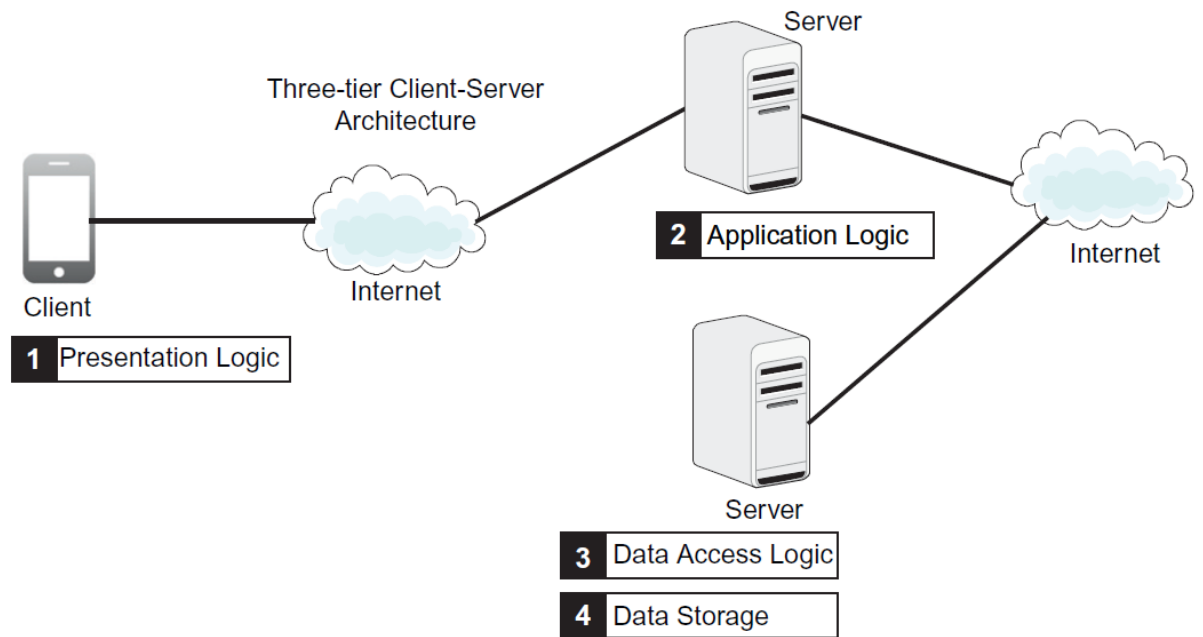 Server
Three-tier Client-Server
Architecture
Internet
Client
1 Presentation Logic
2 Application Logic
Internet
Server
3 Data Access Logic
4 Data Storage